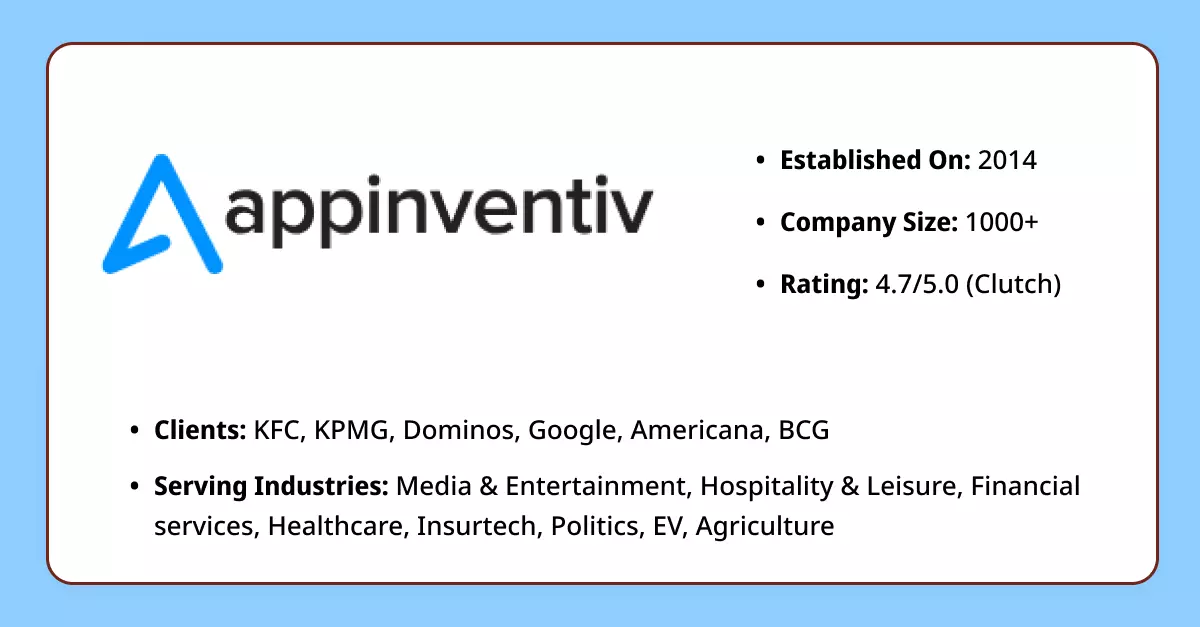 appinventiv
• Established On: 2014
• Company Size: 1000+
• Rating: 4.7/5.0 (Clutch)
• Clients: KFC, KPMG, Dominos, Google, Americana, BCG
• Serving Industries: Media & Entertainment, Hospitality & Leisure, Financial
services, Healthcare, Insurtech, Politics, EV, Agriculture